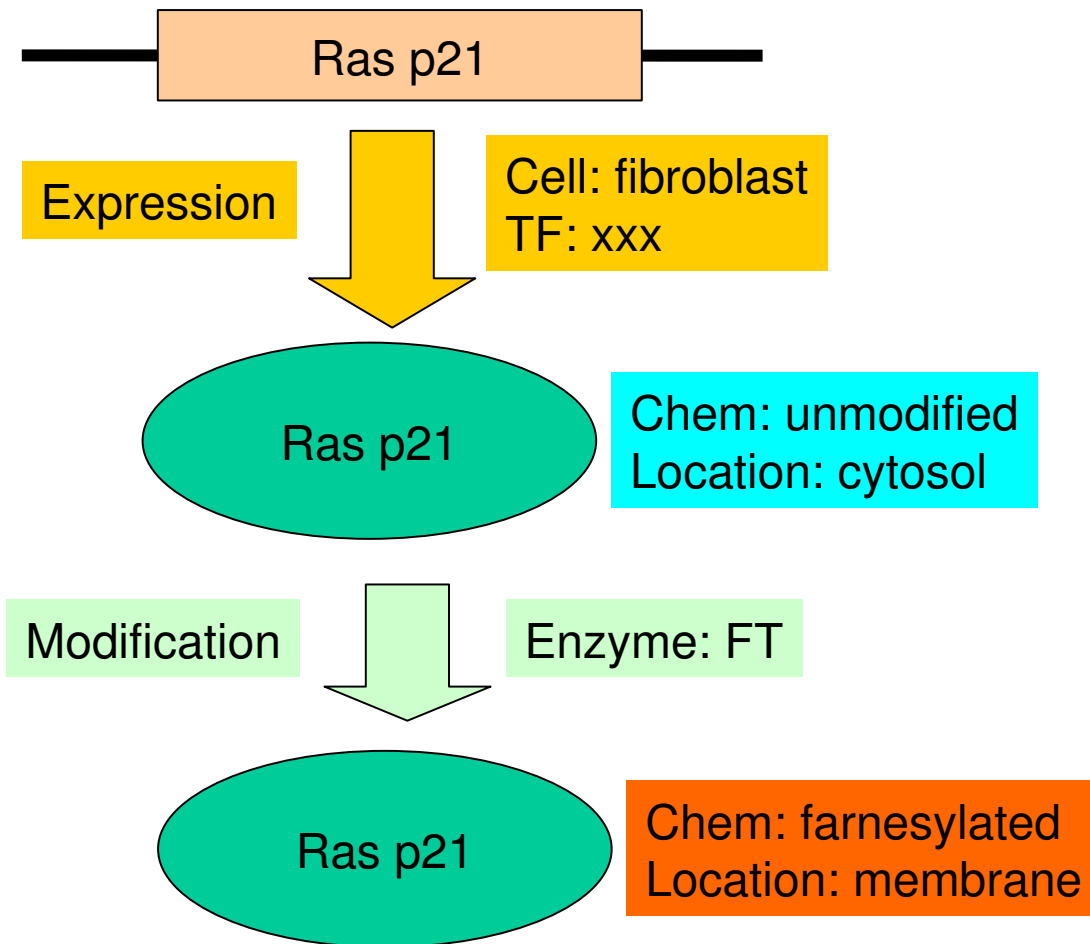 Ras p21
Expression
Cell: fibroblast
TF: xxx
Ras p21
Chem: unmodified
Location: cytosol
Modification
Enzyme: FT
Ras p21
Chem: farnesylated
Location: membrane